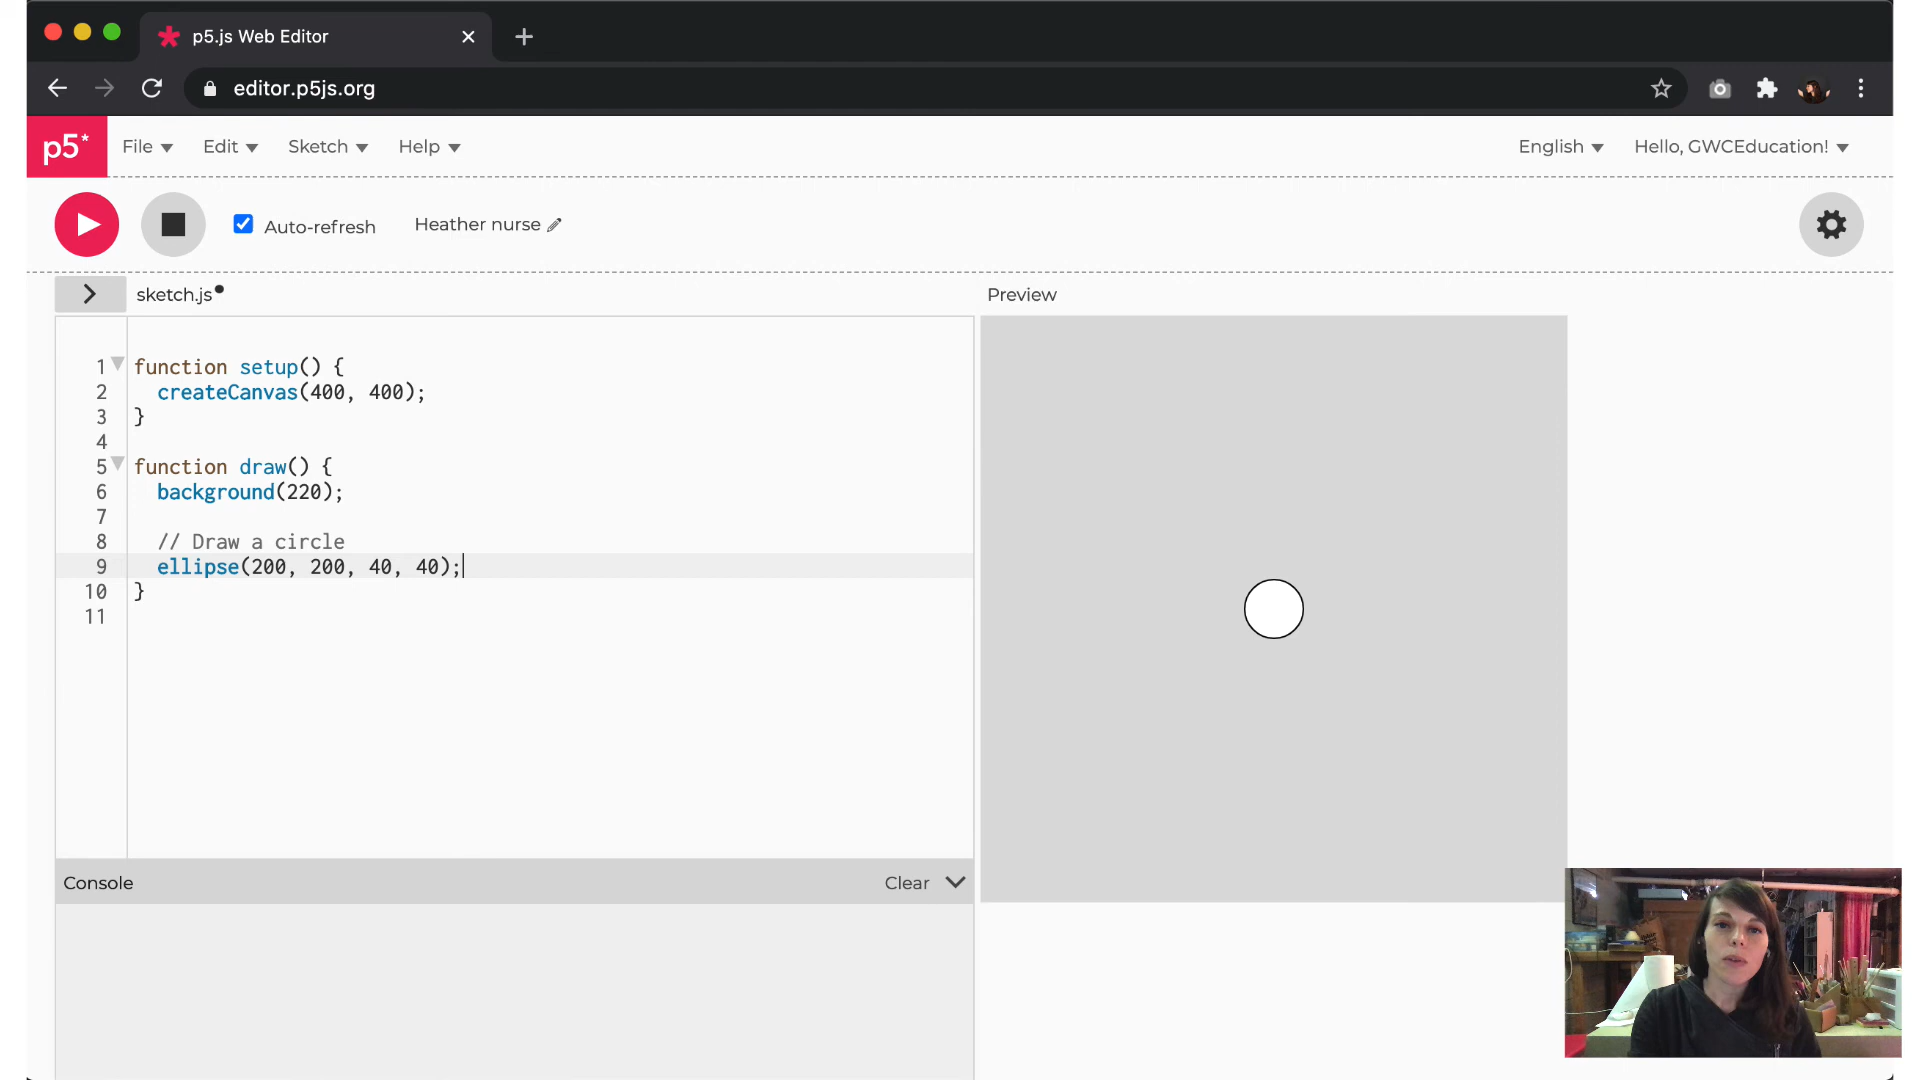 p5.js Web Editor
editor.p5js.org
p5* File Edit Sketch Help English Hello, GWCEducation!
Auto-refresh Heather nurse
sketch.js Preview
1 function setup() {
2 createCanvas(400, 400);
3 }
4
5 function draw() {
6 background(220);
7
8 // Draw a circle
9 ellipse(200, 200, 40, 40);
10 }
11
Console Clear